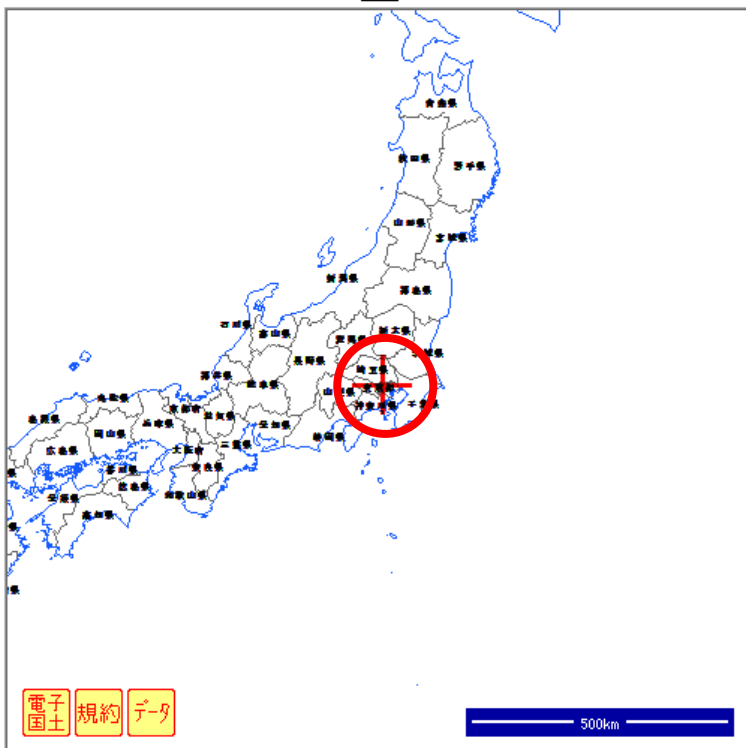 青森県
秋田県
岩手県
山形県
宮城県
新潟県
福島県
石川県
富山県
栃木県
群馬県
長野県
茨城県
福井県
岐阜県
埼玉県
山梨県
東京都
神奈川県
千葉県
鳥取県
島根県
京都府
兵庫県
滋賀県
岡山県
愛知県
静岡県
広島県
大阪府
三重県
奈良県
香川県
徳島県
愛媛県
和歌山県
高知県
電子
国土
規約
データ
500km